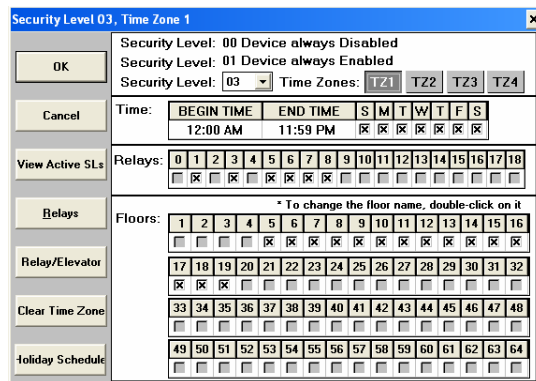 Security Level 03, Time Zone 1
OK
Cancel
View Active SLs
Relays
Relay/Elevator
Clear Time Zone
Holiday Schedule
Security Level: 00 Device always Disabled
Security Level: 01 Device always Enabled
Security Level: 03 Time Zones: TZ1 TZ2 TZ3 TZ4
Time: BEGIN TIME END TIME S M T W T F S
12:00 AM 11:59 PM
Relays: 0 1 2 3 4 5 6 7 8 9 10 11 12 13 14 15 16 17 18
* To change the floor name, double-click on it
Floors: 1 2 3 4 5 6 7 8 9 10 11 12 13 14 15 16
17 18 19 20 21 22 23 24 25 26 27 28 29 30 31 32
33 34 35 36 37 38 39 40 41 42 43 44 45 46 47 48
49 50 51 52 53 54 55 56 57 58 59 60 61 62 63 64